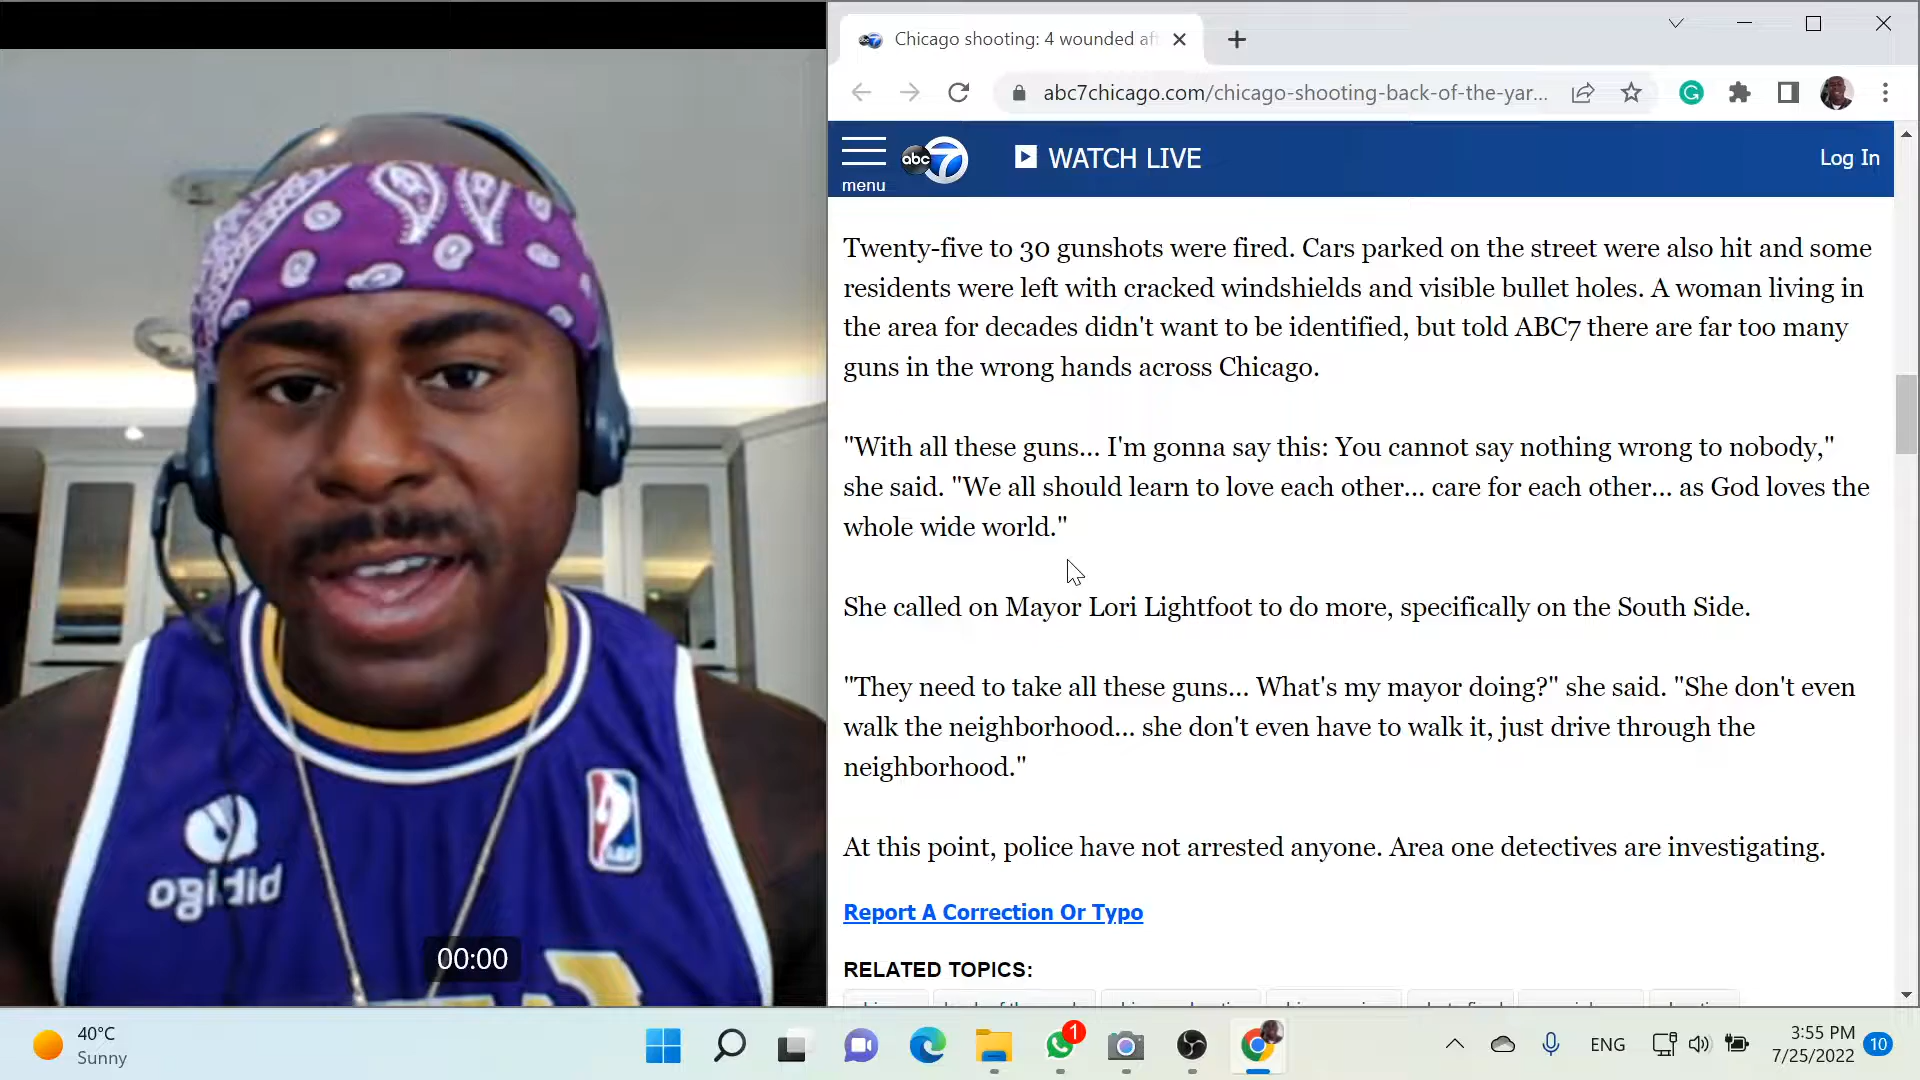 Chicago shooting: 4 wounded af
abc7chicago.com/chicago-shooting-back-of-the-yar...
menu
abc 7
WATCH LIVE
Log In
Twenty-five to 30 gunshots were fired. Cars parked on the street were also hit and some
residents were left with cracked windshields and visible bullet holes. A woman living in
the area for decades didn't want to be identified, but told ABC7 there are far too many
guns in the wrong hands across Chicago.
"With all these guns... I'm gonna say this: You cannot say nothing wrong to nobody,"
she said. "We all should learn to love each other... care for each other... as God loves the
whole wide world."
She called on Mayor Lori Lightfoot to do more, specifically on the South Side.
"They need to take all these guns... What's my mayor doing?" she said. "She don't even
walk the neighborhood... she don't even have to walk it, just drive through the
neighborhood."
At this point, police have not arrested anyone. Area one detectives are investigating.
Report A Correction Or Typo
RELATED TOPICS:
bibigo
00:00
40°C
Sunny
1
ENG
3:55 PM
7/25/2022
10